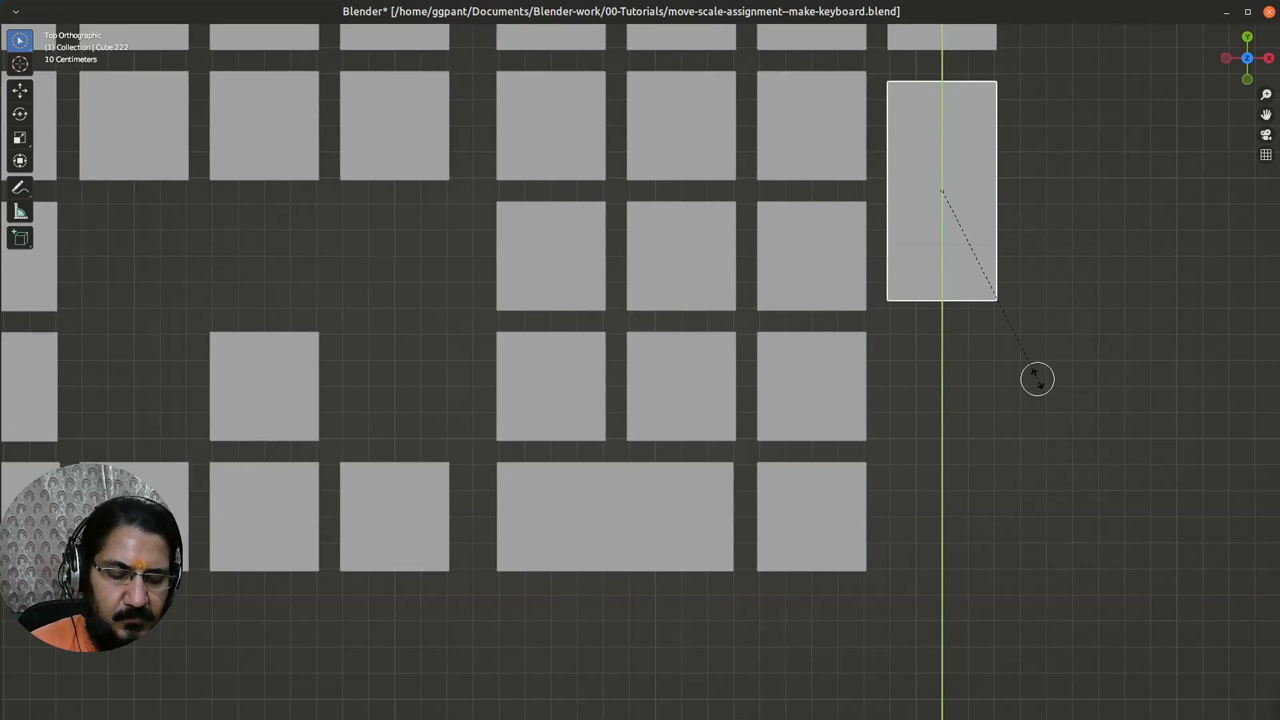 Blender* [/home/ggpant/Documents/Blender-work/00-Tutorials/move-scale-assignment--make-keyboard.blend]
Top Orthographic
(1) Collection | Cube.222
10 Centimeters
Y
Z
X